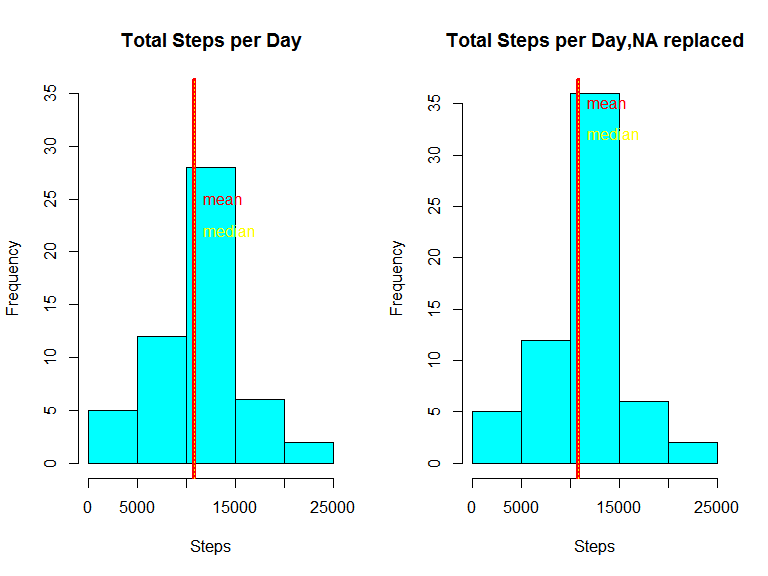 Total Steps per Day
Frequency
35
30
25
20
15
10
5
0
mean
median
0 5000 15000 25000
Steps
Total Steps per Day,NA replaced
Frequency
35
30
25
20
15
10
5
0
mean
median
0 5000 15000 25000
Steps